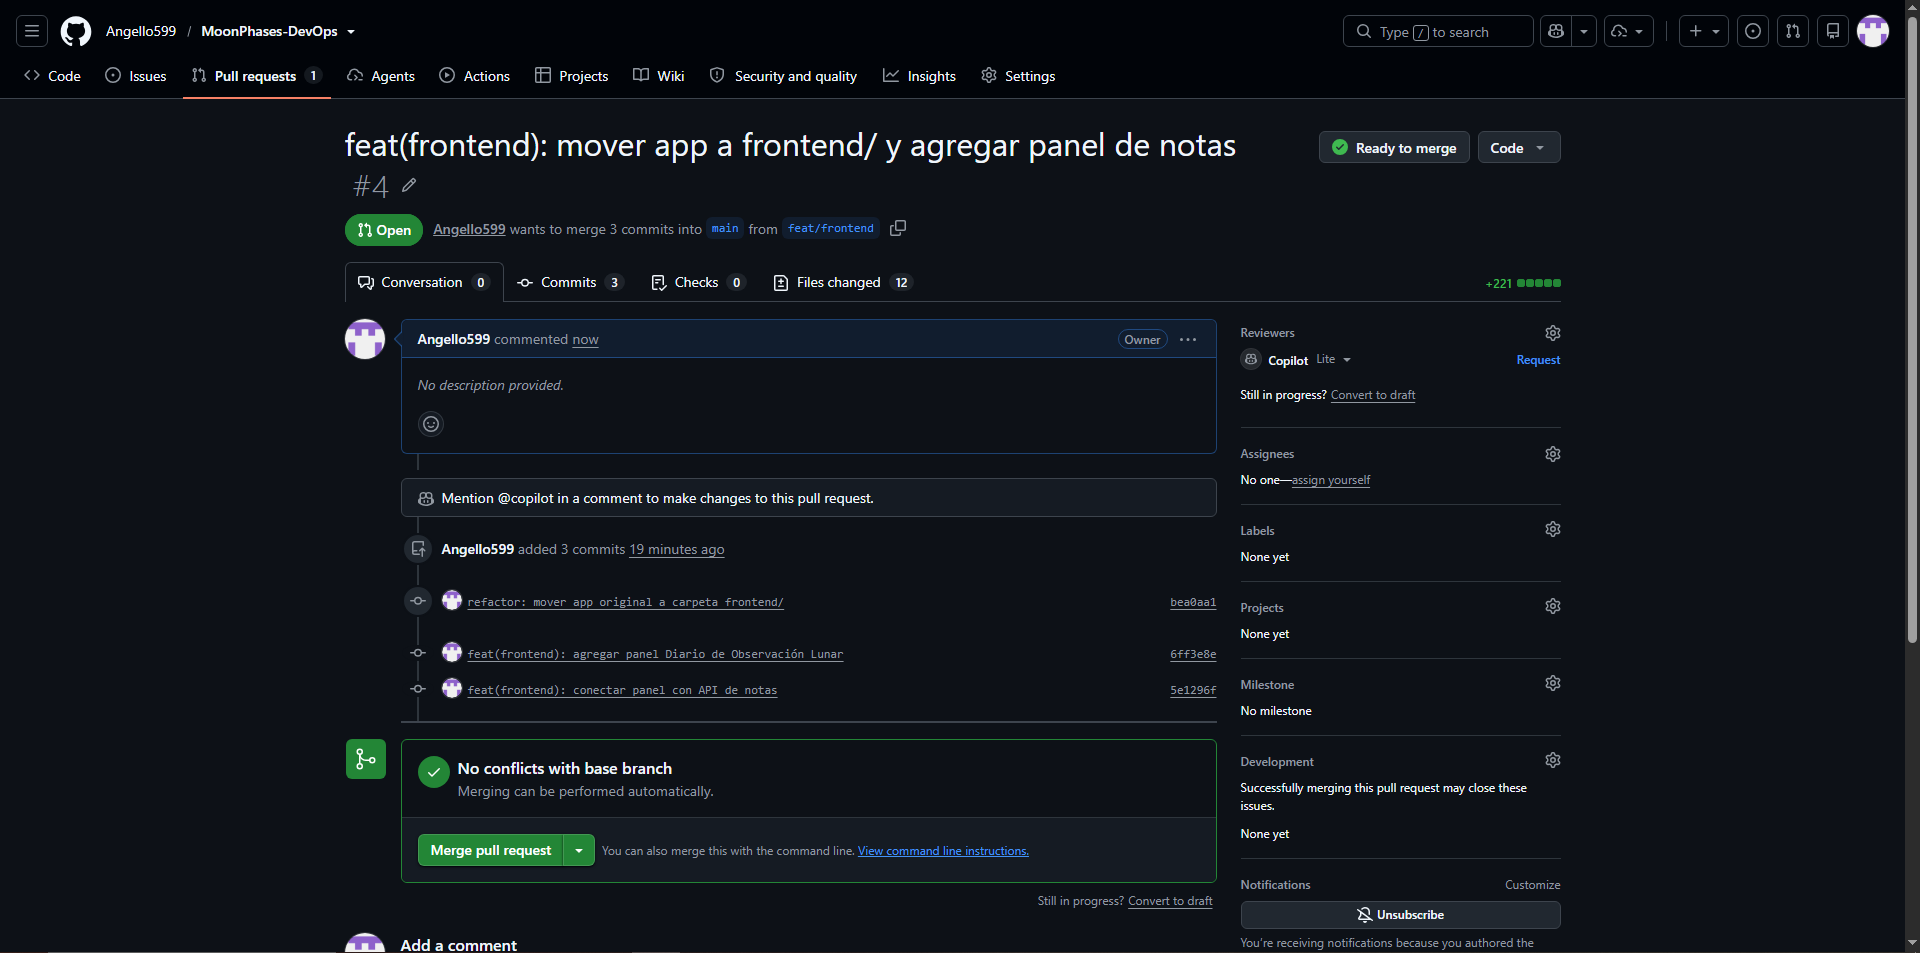 Angello599 / MoonPhases-DevOps
Type / to search
Code
Issues
Pull requests 1
Agents
Actions
Projects
Wiki
Security and quality
Insights
Settings
feat(frontend): mover app a frontend/ y agregar panel de notas
#4
Ready to merge
Code
Open
Angello599 wants to merge 3 commits into main from feat/frontend
Conversation 0
Commits 3
Checks 0
Files changed 12
+221
Angello599 commented now
Owner
No description provided.
Mention @copilot in a comment to make changes to this pull request.
Angello599 added 3 commits 19 minutes ago
refactor: mover app original a carpeta frontend/
bea0aa1
feat(frontend): agregar panel Diario de Observación Lunar
6ff3e8e
feat(frontend): conectar panel con API de notas
5e1296f
No conflicts with base branch
Merging can be performed automatically.
Merge pull request
You can also merge this with the command line. View command line instructions.
Still in progress? Convert to draft
Add a comment
Reviewers
Copilot Lite
Request
Still in progress? Convert to draft
Assignees
No one—assign yourself
Labels
None yet
Projects
None yet
Milestone
No milestone
Development
Successfully merging this pull request may close these
issues.
None yet
Notifications
Customize
Unsubscribe
You're receiving notifications because you authored the